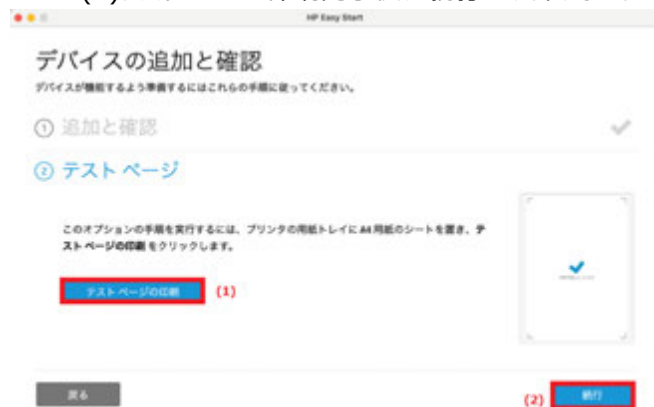 HP Easy Start
デバイスの追加と確認
デバイスが機能するよう準備するにはこれらの手順に従ってください。
① 追加と確認
② テスト ページ
このオプションの手順を実行するには、プリンタの用紙トレイに A4 用紙のシートを置き、テ
スト ページの印刷 をクリックします。
テスト ページの印刷 (1)
戻る
(2) 続行